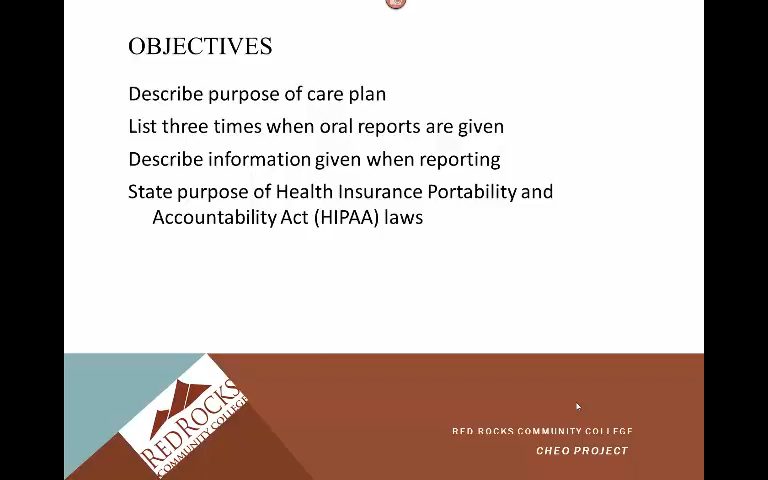 OBJECTIVES
Describe purpose of care plan
List three times when oral reports are given
Describe information given when reporting
State purpose of Health Insurance Portability and
Accountability Act (HIPAA) laws
REDROCKS
COMMUNITY COLLEGE
RED ROCKS COMMUNITY COLLEGE
CHEO PROJECT